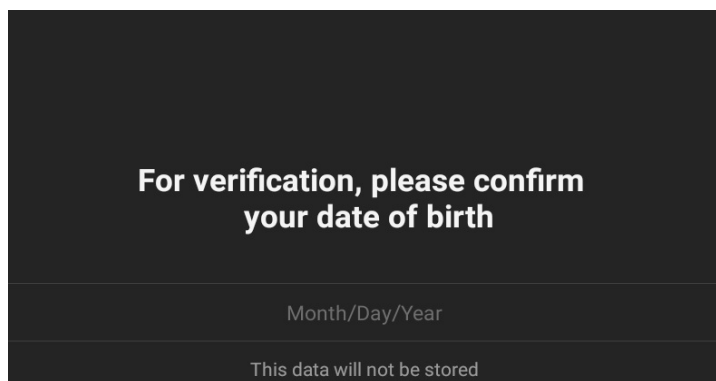 For verification, please confirm
your date of birth
Month/Day/Year
This data will not be stored